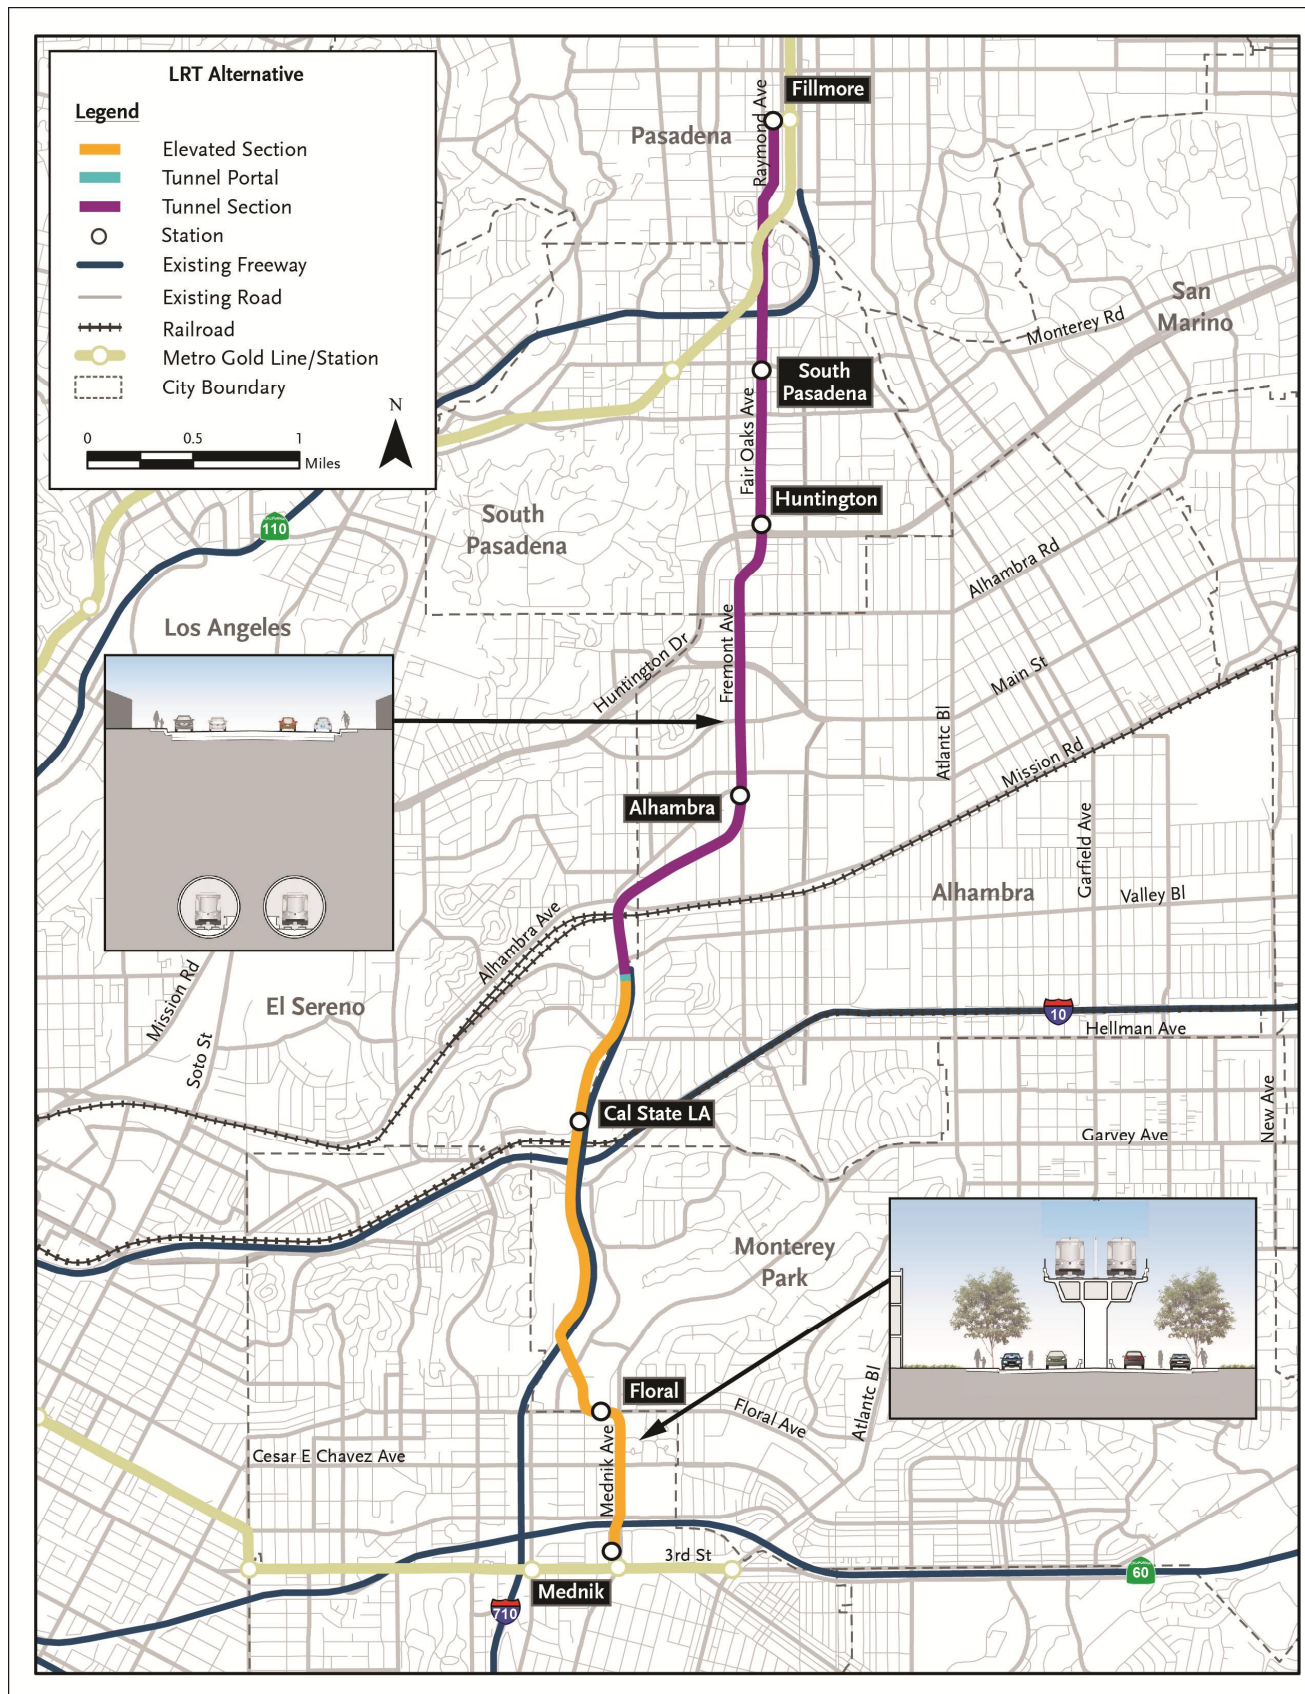 LRT Alternative
Legend
Elevated Section
Tunnel Portal
Tunnel Section
Station
Existing Freeway
Existing Road
Railroad
Metro Gold Line/Station
City Boundary
N
0 0.5 1
Miles
Fillmore
Pasadena
Raymond Ave
San
Marino
Monterey Rd
South
Pasadena
Fair Oaks Ave
Huntington
South
Pasadena
110
Alhambra Rd
Los Angeles
Fremont Ave
Huntington Dr
Main St
Atlantc Bl
Mission Rd
Alhambra
Garfield Ave
Alhambra
Valley Bl
Alhambra Ave
Mission Rd
El Sereno
Soto St
10
Hellman Ave
Cal State LA
New Ave
Garvey Ave
Monterey
Park
Floral
Floral Ave
Atlantc Bl
Cesar E Chavez Ave
Mednik Ave
3rd St
60
Mednik
710